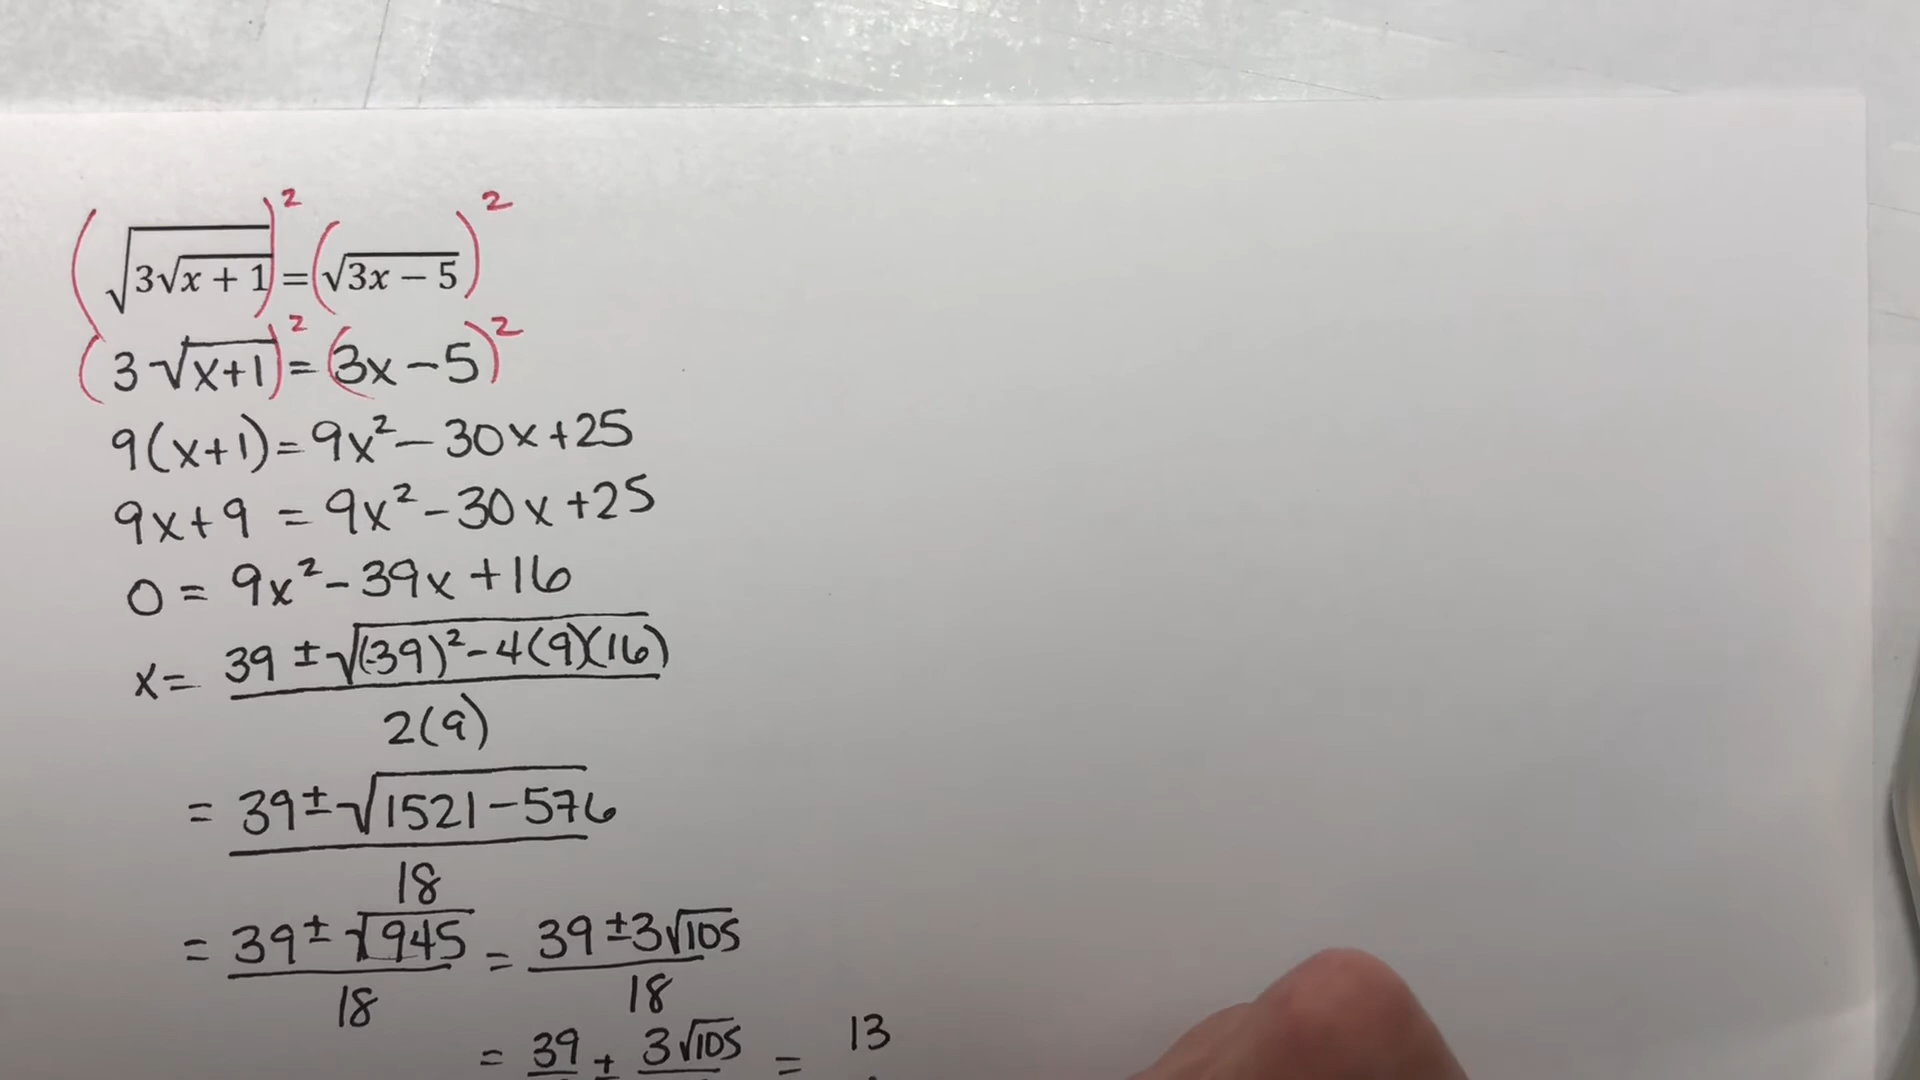 (√(3√(x + 1)))² = (√(3x − 5))²
(3√(x+1))² = (3x−5)²
9(x+1) = 9x² − 30x + 25
9x + 9 = 9x² − 30x + 25
0 = 9x² − 39x + 16
x = (39 ± √((-39)² − 4(9)(16))) / 2(9)
= (39 ± √(1521 − 576)) / 18
= (39 ± √945) / 18 = (39 ± 3√105) / 18
= 39 ± 3√105 = 13